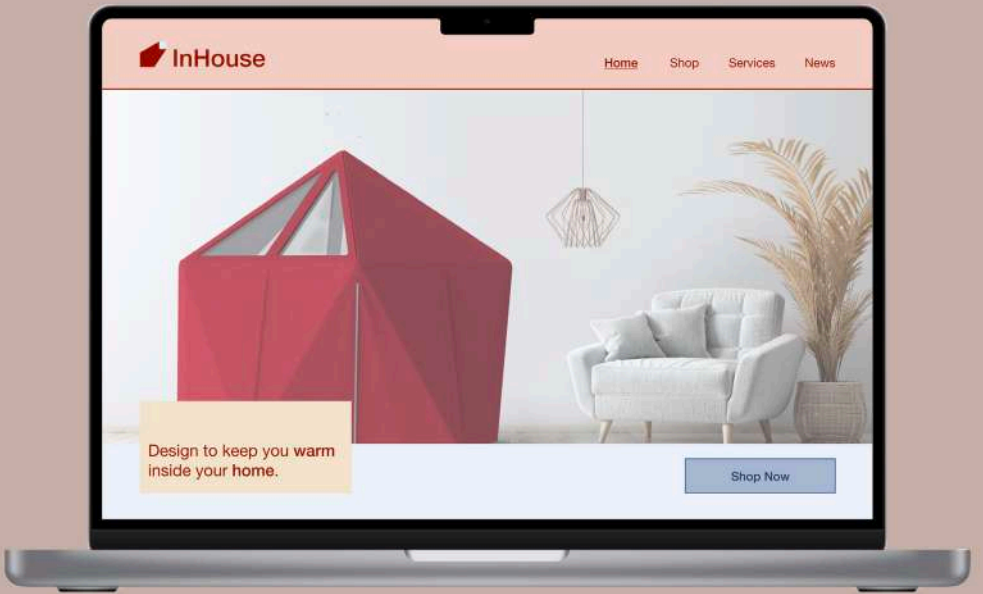 InHouse
Home Shop Services News
Design to keep you warm
inside your home.
Shop Now